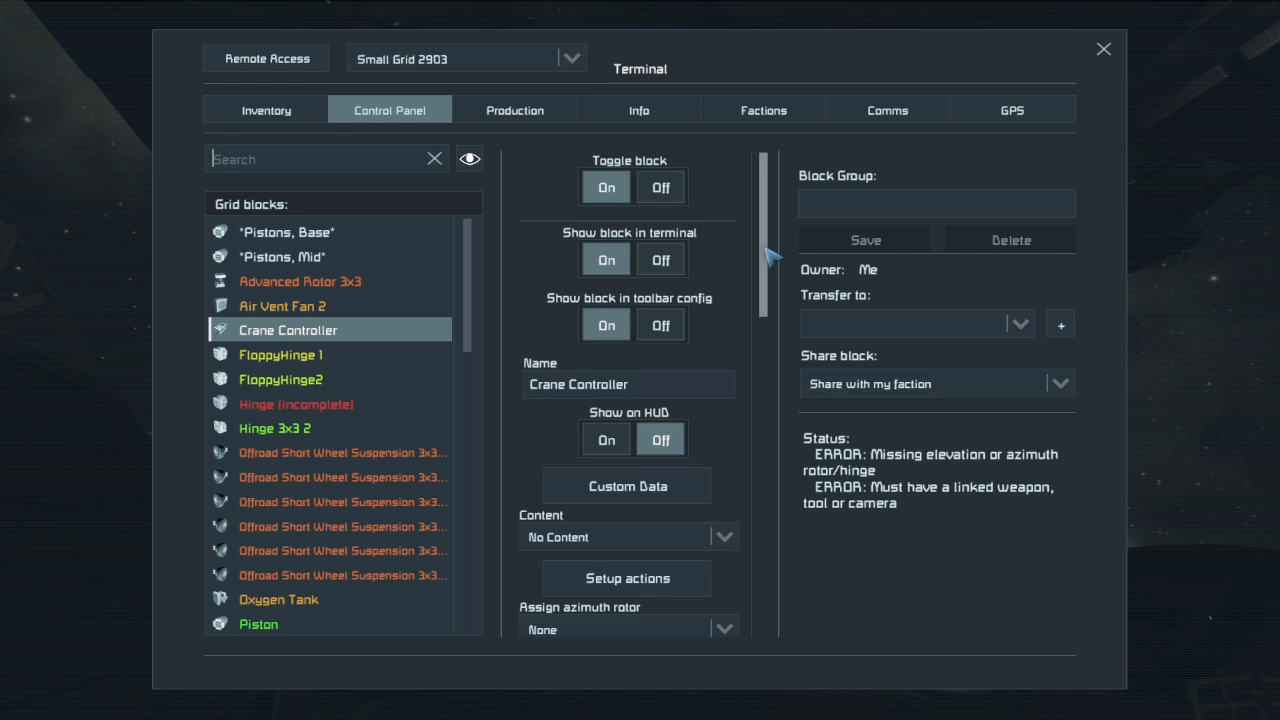 Remote Access
Small Grid 2903
Terminal
Inventory
Control Panel
Production
Info
Factions
Comms
GPS
Search
Grid blocks:
*Pistons, Base*
*Pistons, Mid*
Advanced Rotor 3x3
Air Vent Fan 2
Crane Controller
FloppyHinge 1
FloppyHinge2
Hinge (incomplete)
Hinge 3x3 2
Offroad Short Wheel Suspension 3x3...
Offroad Short Wheel Suspension 3x3...
Offroad Short Wheel Suspension 3x3...
Offroad Short Wheel Suspension 3x3...
Offroad Short Wheel Suspension 3x3...
Offroad Short Wheel Suspension 3x3...
Oxygen Tank
Piston
Toggle block
On Off
Show block in terminal
On Off
Show block in toolbar config
On Off
Name
Crane Controller
Show on HUD
On Off
Custom Data
Content
No Content
Setup actions
Assign azimuth rotor
None
Block Group:
Save Delete
Owner: Me
Transfer to:
+
Share block:
Share with my faction
Status:
ERROR: Missing elevation or azimuth
rotor/hinge
ERROR: Must have a linked weapon,
tool or camera